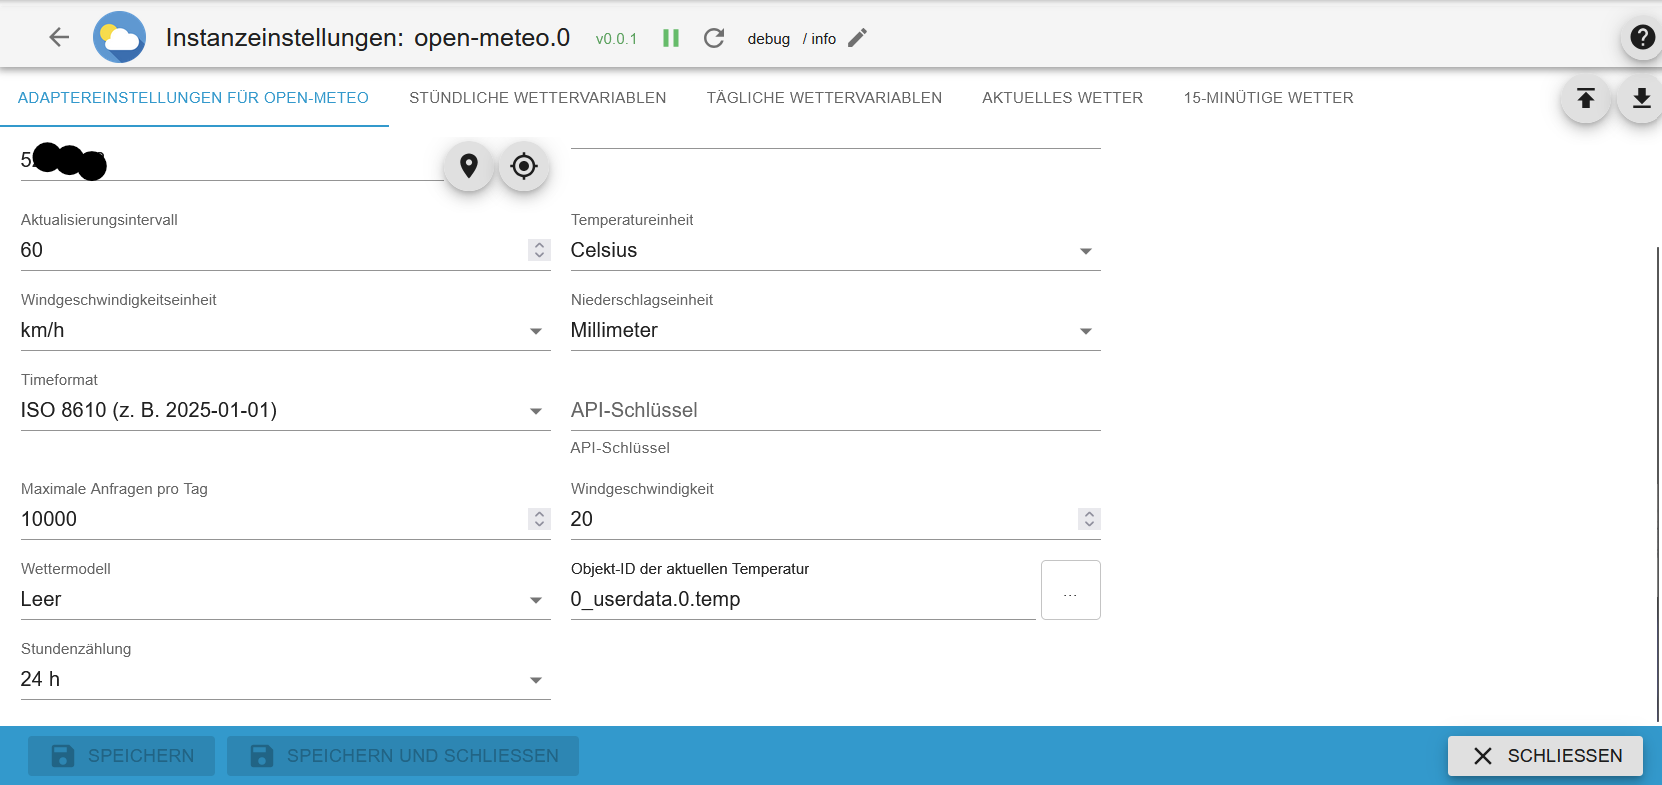 Instanzeinstellungen: open-meteo.0 v0.0.1 debug / info
ADAPTEREINSTELLUNGEN FÜR OPEN-METEO STÜNDLICHE WETTERVARIABLEN TÄGLICHE WETTERVARIABLEN AKTUELLES WETTER 15-MINÜTIGE WETTER
5
Aktualisierungsintervall
60
Temperatureinheit
Celsius
Windgeschwindigkeitseinheit
km/h
Niederschlagseinheit
Millimeter
Timeformat
ISO 8610 (z. B. 2025-01-01)
API-Schlüssel
API-Schlüssel
Maximale Anfragen pro Tag
10000
Windgeschwindigkeit
20
Wettermodell
Leer
Objekt-ID der aktuellen Temperatur
0_userdata.0.temp
...
Stundenzählung
24 h
SPEICHERN SPEICHERN UND SCHLIESSEN SCHLIESSEN